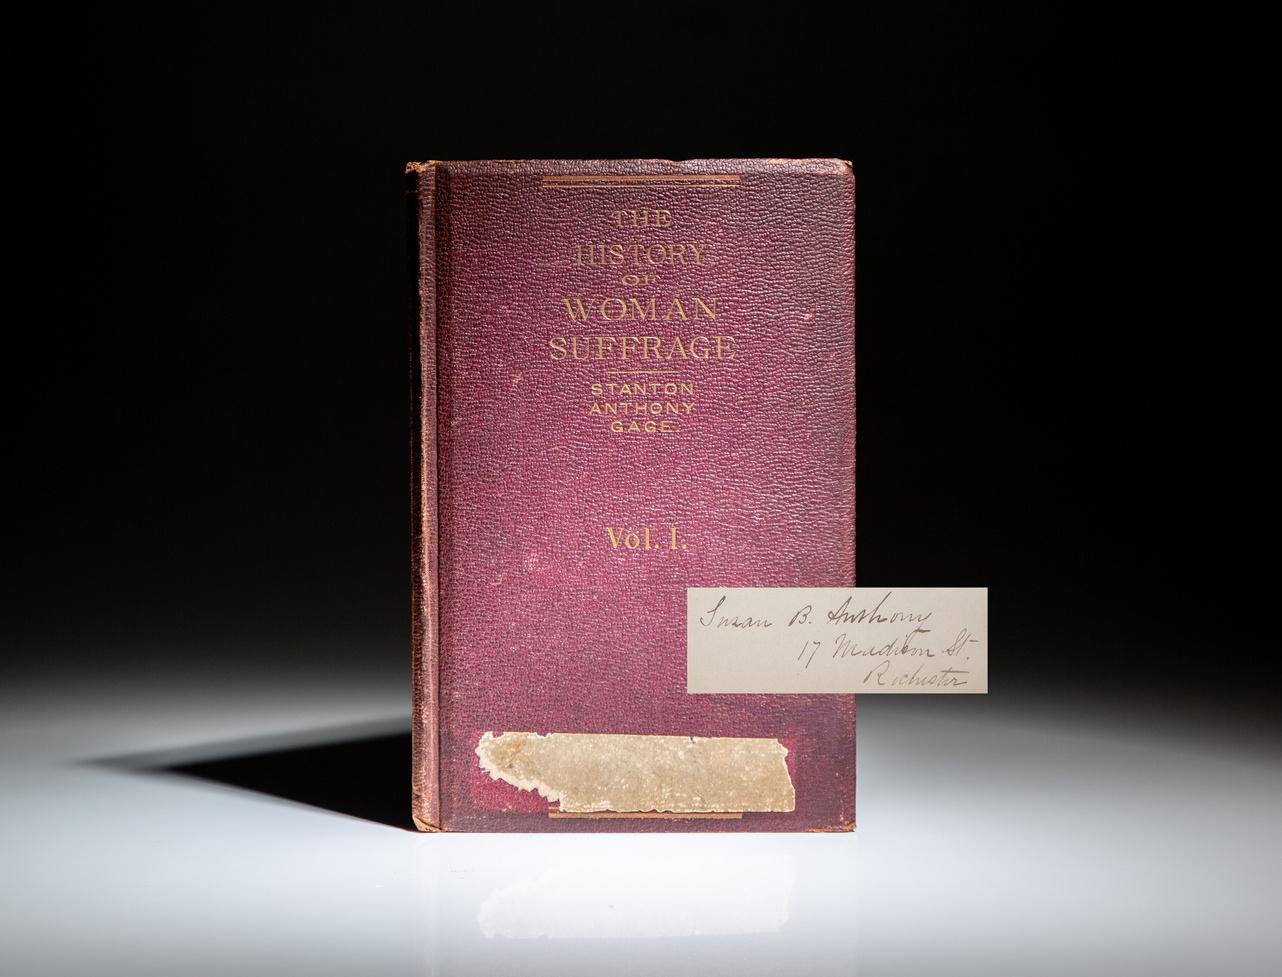 THE
HISTORY
OF
WOMAN
SUFFRAGE
STANTON
ANTHONY
GAGE.
Vol. I.
Susan B. Anthony
17 Madison St.
Rochester